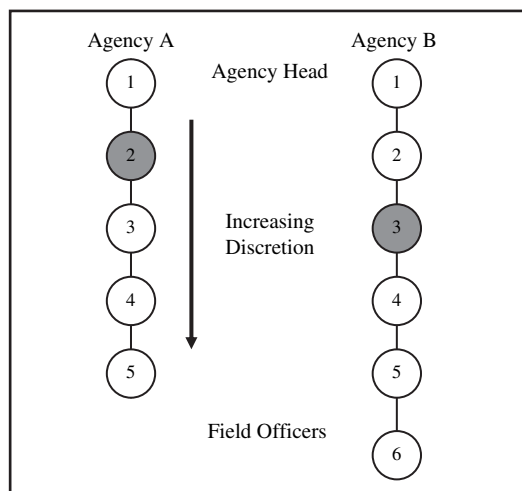 Agency A
Agency B
Agency Head
1
1
2
2
3
Increasing
Discretion
3
4
4
5
5
Field Officers
6